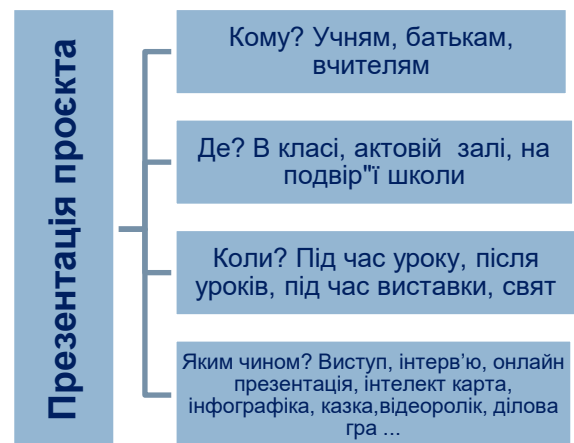 Презентація проєкта
Кому? Учням, батькам,
вчителям
Де? В класі, актовій залі, на
подвір"ї школи
Коли? Під час уроку, після
уроків, під час виставки, свят
Яким чином? Виступ, інтерв’ю, онлайн
презентація, інтелект карта,
інфографіка, казка,відеоролік, ділова
гра ...